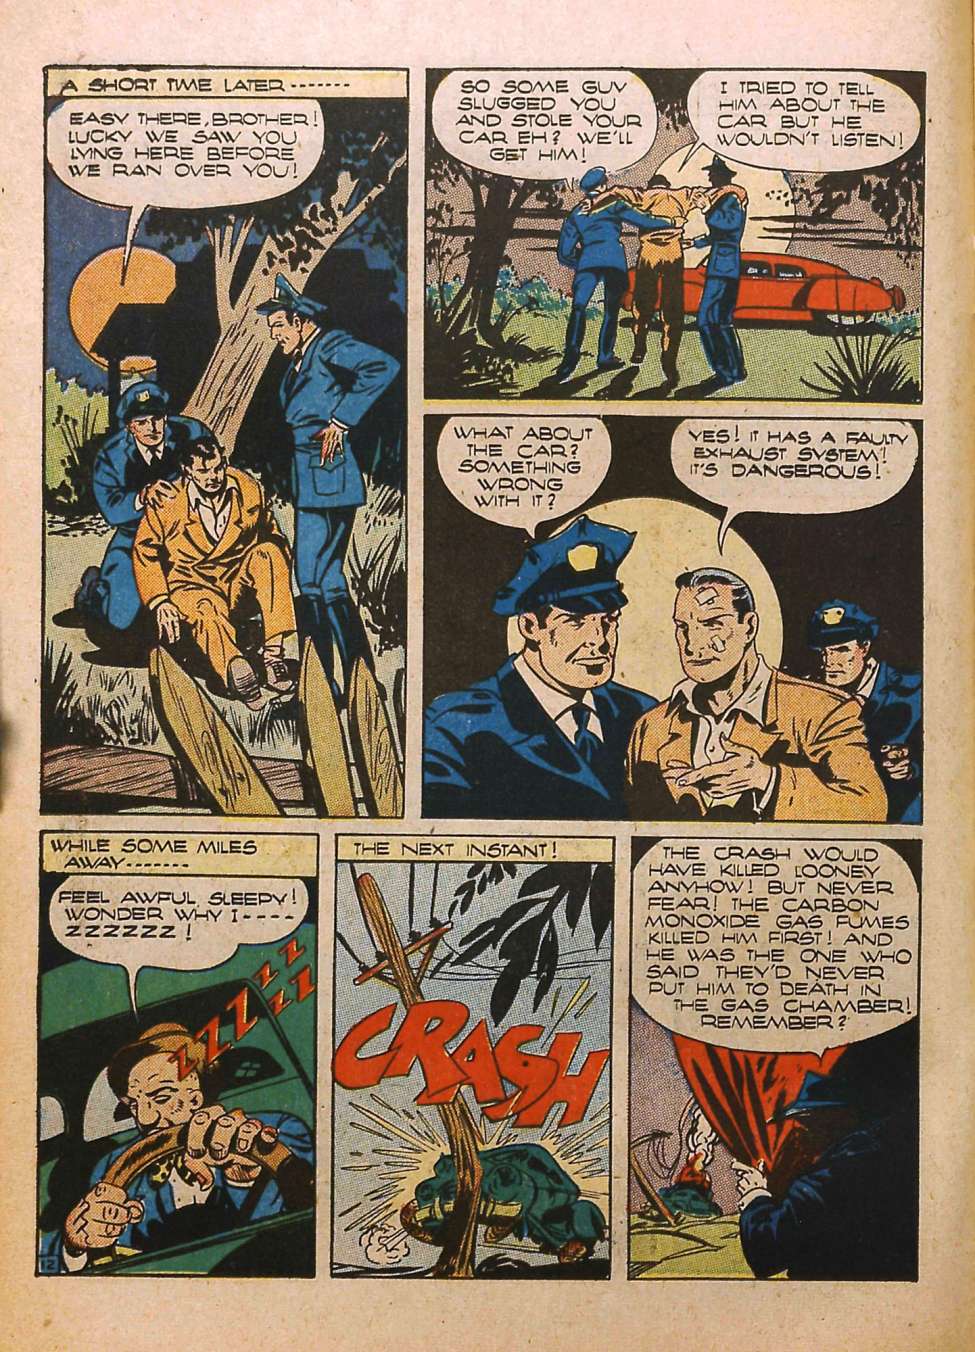 A SHORT TIME LATER-------
EASY THERE, BROTHER!
LUCKY WE SAW YOU
LYING HERE BEFORE
WE RAN OVER YOU!
SO SOME GUY
SLUGGED YOU
AND STOLE YOUR
CAR EH? WE'LL
GET HIM!
I TRIED TO TELL
HIM ABOUT THE
CAR BUT HE
WOULDN'T LISTEN!
WHAT ABOUT
THE CAR?
SOMETHING
WRONG
WITH IT?
YES! IT HAS A FAULTY
EXHAUST SYSTEM!
IT'S DANGEROUS!
WHILE SOME MILES
AWAY-------
FEEL AWFUL SLEEPY!
WONDER WHY I----
ZZZZZZ!
ZZZZZZZZ
THE NEXT INSTANT!
CRASH
THE CRASH WOULD
HAVE KILLED LOONEY
ANYHOW! BUT NEVER
FEAR! THE CARBON
MONOXIDE GAS FUMES
KILLED HIM FIRST! AND
HE WAS THE ONE WHO
SAID THEY'D NEVER
PUT HIM TO DEATH IN
THE GAS CHAMBER!
REMEMBER?
12